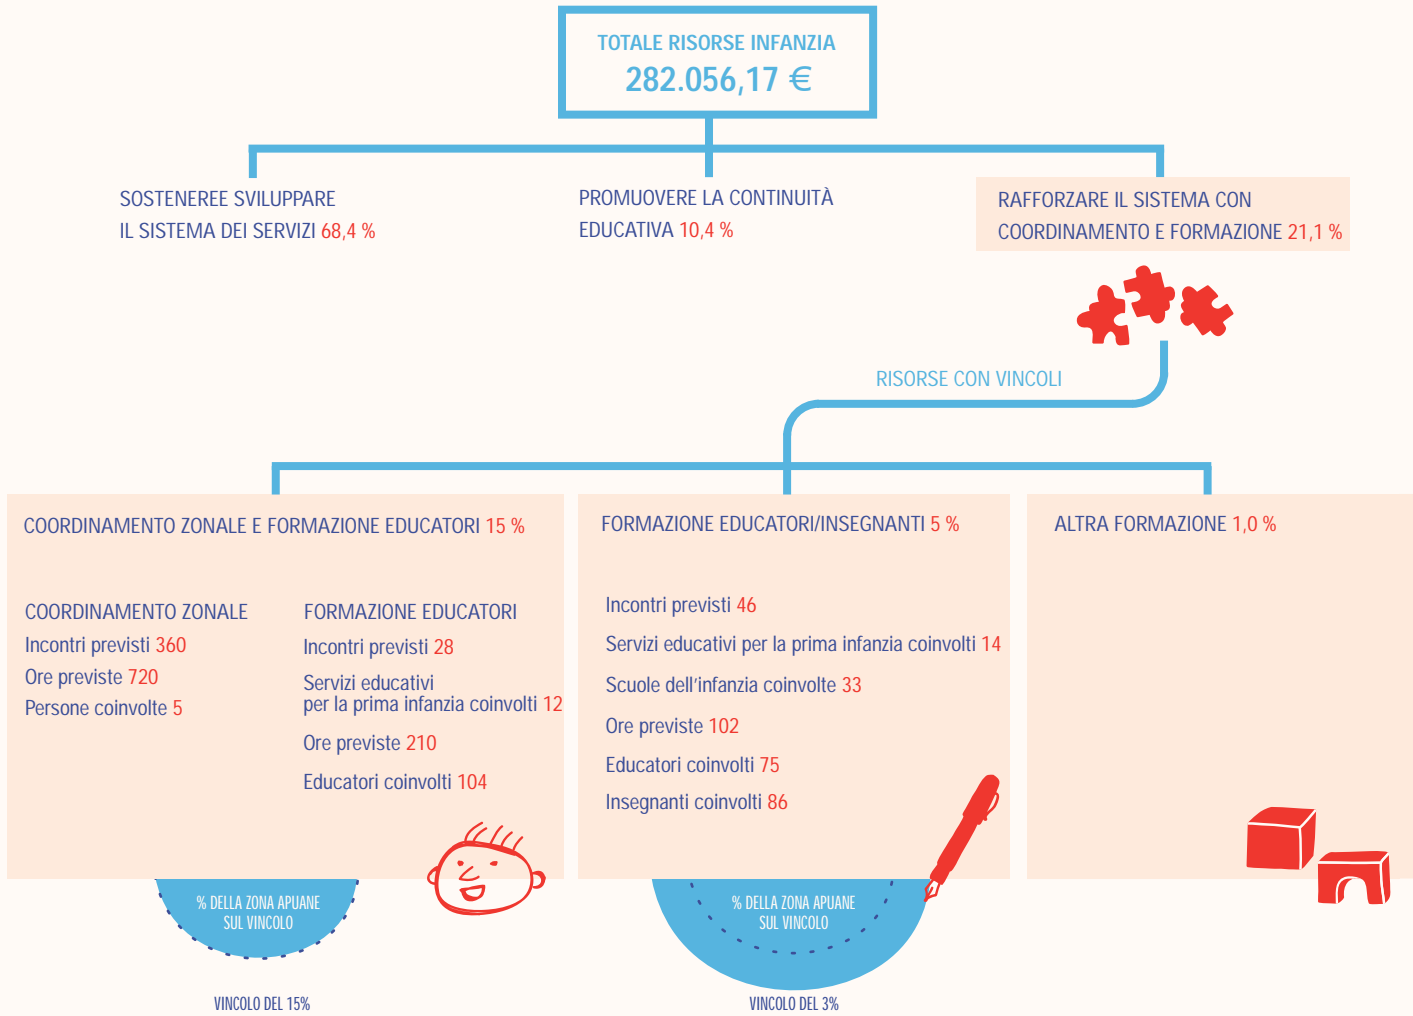 TOTALE RISORSE INFANZIA
282.056,17 €
SOSTENEREE SVILUPPARE
IL SISTEMA DEI SERVIZI 68,4 %
PROMUOVERE LA CONTINUITÀ
EDUCATIVA 10,4 %
RAFFORZARE IL SISTEMA CON
COORDINAMENTO E FORMAZIONE 21,1 %
RISORSE CON VINCOLI
COORDINAMENTO ZONALE E FORMAZIONE EDUCATORI 15 %
COORDINAMENTO ZONALE
Incontri previsti 360
Ore previste 720
Persone coinvolte 5
FORMAZIONE EDUCATORI
Incontri previsti 28
Servizi educativi
per la prima infanzia coinvolti 12
Ore previste 210
Educatori coinvolti 104
% DELLA ZONA APUANE
SUL VINCOLO
VINCOLO DEL 15%
FORMAZIONE EDUCATORI/INSEGNANTI 5 %
Incontri previsti 46
Servizi educativi per la prima infanzia coinvolti 14
Scuole dell'infanzia coinvolte 33
Ore previste 102
Educatori coinvolti 75
Insegnanti coinvolti 86
% DELLA ZONA APUANE
SUL VINCOLO
VINCOLO DEL 3%
ALTRA FORMAZIONE 1,0 %